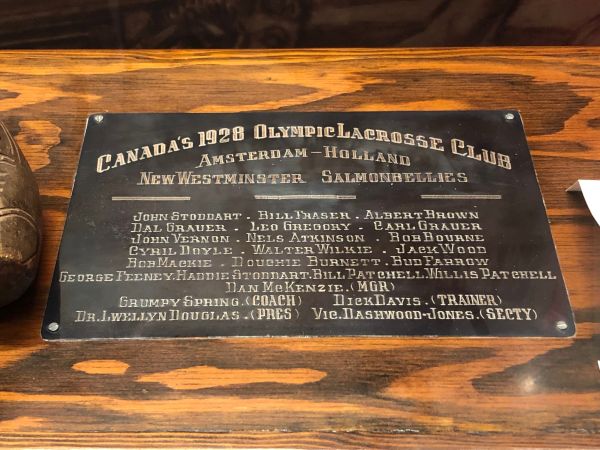 CANADA'S 1928 OLYMPIC LACROSSE CLUB
AMSTERDAM-HOLLAND
NEW WESTMINSTER SALMONBELLIES
JOHN STODDART. BILL FRASER. ALBERT BROWN
DAL GRAUER. LEO GREGORY. CARL GRAUER
JOHN VERNON. NELS ATKINSON. ROD BOURNE
CYRIL DOYLE. WALTER WILKIE. JACK WOOD
BOB MACKIE. DOUGHIE BURNETT. BUD FARROW
GEORGE FEENEY. HADDIE STODDART. BILL PATCHELL. WILLIS PATCHELL
DAN MCKENZIE. (MGR)
GRUMPY SPRING. (COACH) DICK DAVIS. (TRAINER)
DR. LWELLYN DOUGLAS. (PRES) VIC. DASHWOOD-JONES. (SECTY)